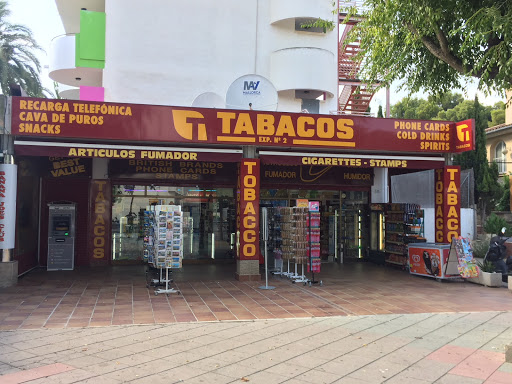 RECARGA TELEFÓNICA
CAVA DE PUROS
SNACKS
TABACOS
EXP. Nº 2
PHONE CARDS
COLD DRINKS
SPIRITS
ARTICULOS FUMADOR
CIGARETTES - STAMPS
BEST VALUE
BRITISH BRANDS
PHONE CARDS
STAMPS
FUMADOR
HUMIDOR
TABACOS
TOBACCO
TOBACCO